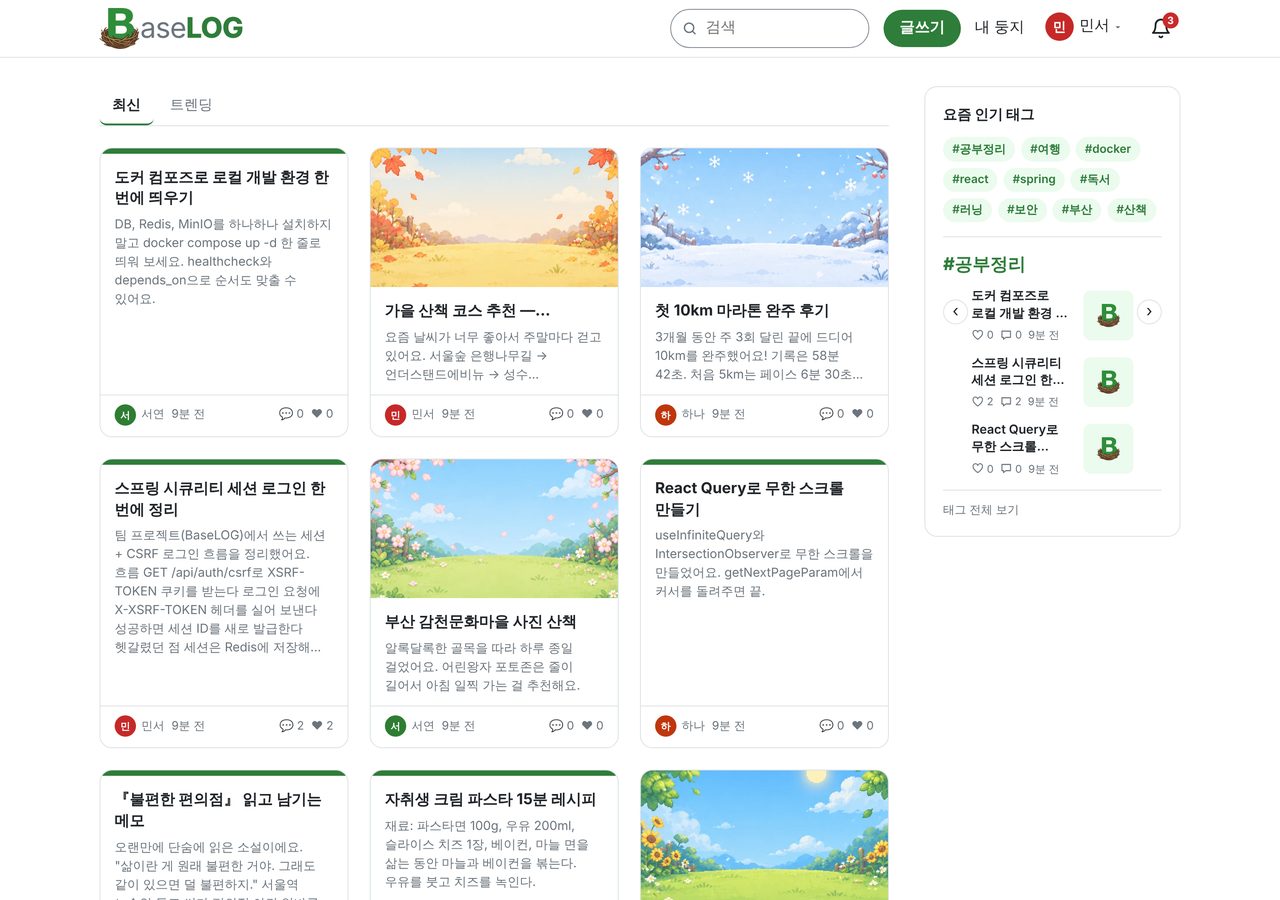 BaseLOG
검색
글쓰기
내 둥지
민
민서
3
최신
트렌딩
도커 컴포즈로 로컬 개발 환경 한
번에 띄우기
DB, Redis, MinIO를 하나하나 설치하지
말고 docker compose up -d 한 줄로
띄워 보세요. healthcheck와
depends_on으로 순서도 맞출 수
있어요.
서 서연 9분 전 0 0
가을 산책 코스 추천 —...
요즘 날씨가 너무 좋아서 주말마다 걷고
있어요. 서울숲 은행나무길 →
언더스탠드에비뉴 → 성수...
민 민서 9분 전 0 0
첫 10km 마라톤 완주 후기
3개월 동안 주 3회 달린 끝에 드디어
10km를 완주했어요! 기록은 58분
42초. 처음 5km는 페이스 6분 30초...
하 하나 9분 전 0 0
스프링 시큐리티 세션 로그인 한
번에 정리
팀 프로젝트(BaseLOG)에서 쓰는 세션
+ CSRF 로그인 흐름을 정리했어요.
흐름 GET /api/auth/csrf로 XSRF-
TOKEN 쿠키를 받는다 로그인 요청에
X-XSRF-TOKEN 헤더를 실어 보낸다
성공하면 세션 ID를 새로 발급한다
헷갈렸던 점 세션은 Redis에 저장해...
민 민서 9분 전 2 2
부산 감천문화마을 사진 산책
알록달록한 골목을 따라 하루 종일
걸었어요. 어린왕자 포토존은 줄이
길어서 아침 일찍 가는 걸 추천해요.
서 서연 9분 전 0 0
React Query로 무한 스크롤
만들기
useInfiniteQuery와
IntersectionObserver로 무한 스크롤을
만들었어요. getNextPageParam에서
커서를 돌려주면 끝.
하 하나 9분 전 0 0
『불편한 편의점』 읽고 남기는
메모
오랜만에 단숨에 읽은 소설이에요.
"삶이란 게 원래 불편한 거야. 그래도
같이 있으면 덜 불편하지." 서울역
자취생 크림 파스타 15분 레시피
재료: 파스타면 100g, 우유 200ml,
슬라이스 치즈 1장, 베이컨, 마늘 면을
삶는 동안 마늘과 베이컨을 볶는다.
우유를 붓고 치즈를 녹인다.
요즘 인기 태그
#공부정리 #여행 #docker
#react #spring #독서
#러닝 #보안 #부산 #산책
#공부정리
도커 컴포즈로
로컬 개발 환경 ...
0 0 9분 전
B
스프링 시큐리티
세션 로그인 한...
2 2 9분 전
B
React Query로
무한 스크롤...
0 0 9분 전
B
태그 전체 보기